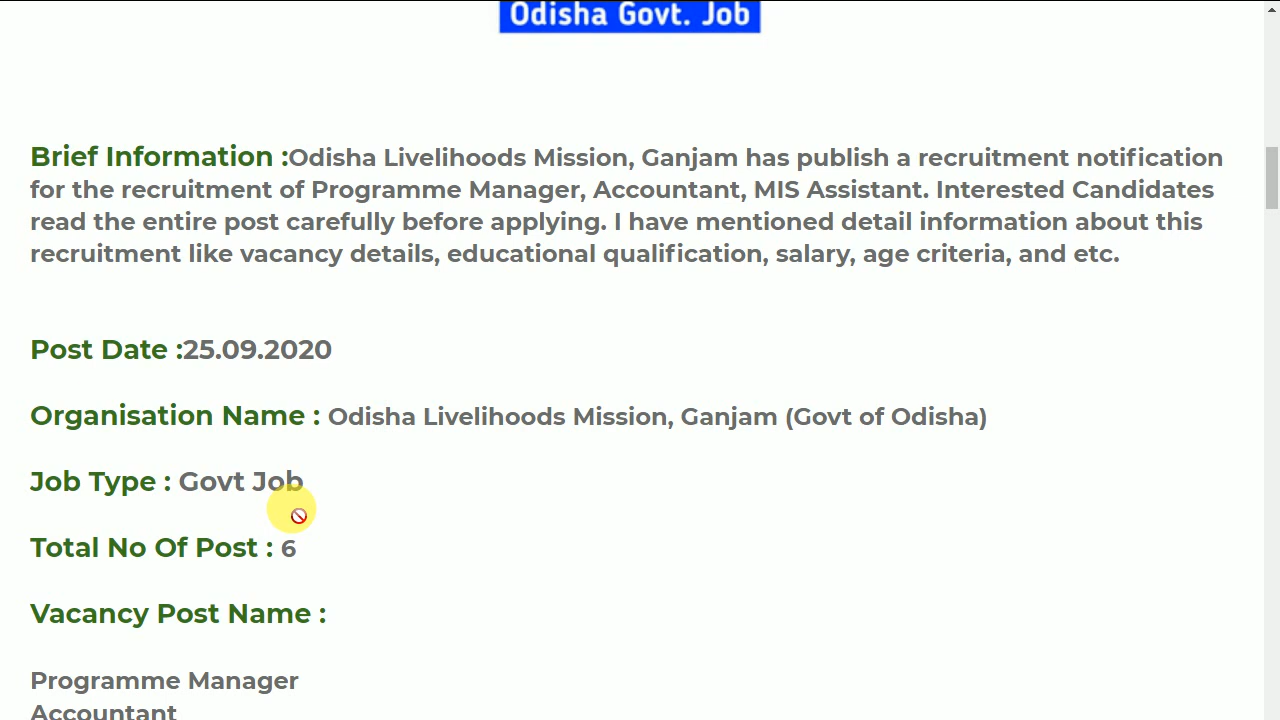 Odisha Govt. Job
Brief Information :Odisha Livelihoods Mission, Ganjam has publish a recruitment notification
for the recruitment of Programme Manager, Accountant, MIS Assistant. Interested Candidates
read the entire post carefully before applying. I have mentioned detail information about this
recruitment like vacancy details, educational qualification, salary, age criteria, and etc.
Post Date :25.09.2020
Organisation Name : Odisha Livelihoods Mission, Ganjam (Govt of Odisha)
Job Type : Govt Job
Total No Of Post : 6
Vacancy Post Name :
Programme Manager
Accountant